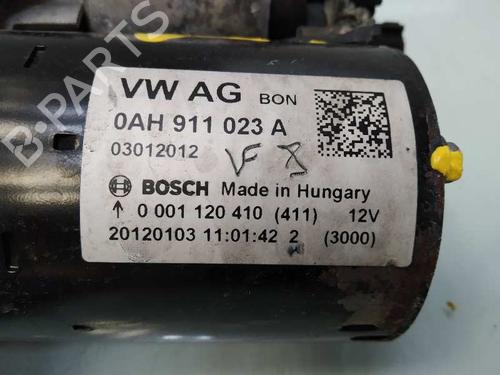 VW AG BON
0AH 911 023 A
03012012 VF 8
BOSCH Made in Hungary
↑ 0 001 120 410 (411) 12V
20120103 11:01:42 2 (3000)
B-PARTS